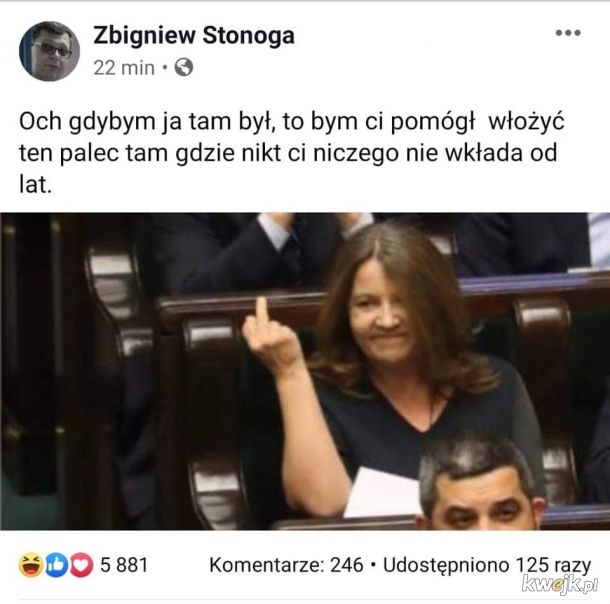 Zbigniew Stonoga
22 min
Och gdybym ja tam był, to bym ci pomógł włożyć
ten palec tam gdzie nikt ci niczego nie wkłada od
lat.
5 881
Komentarze: 246 • Udostępniono 125 razy
kwejk.pl